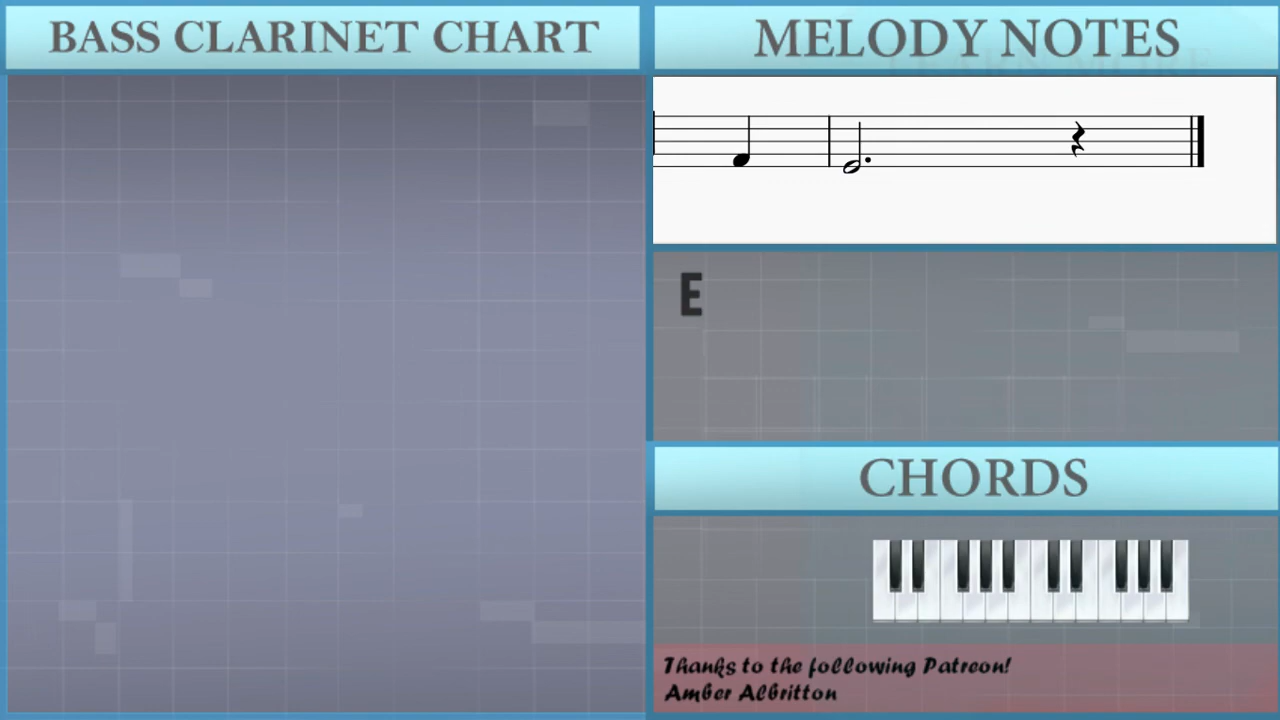 BASS CLARINET CHART
MELODY NOTES
E
CHORDS
Thanks to the following Patreon!
Amber Albritton